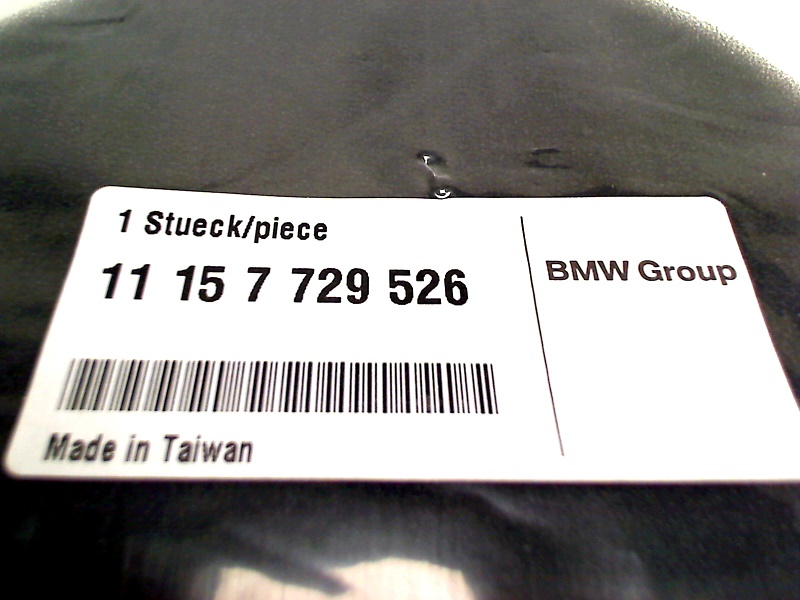 1 Stueck/piece
11 15 7 729 526
BMW Group
Made in Taiwan